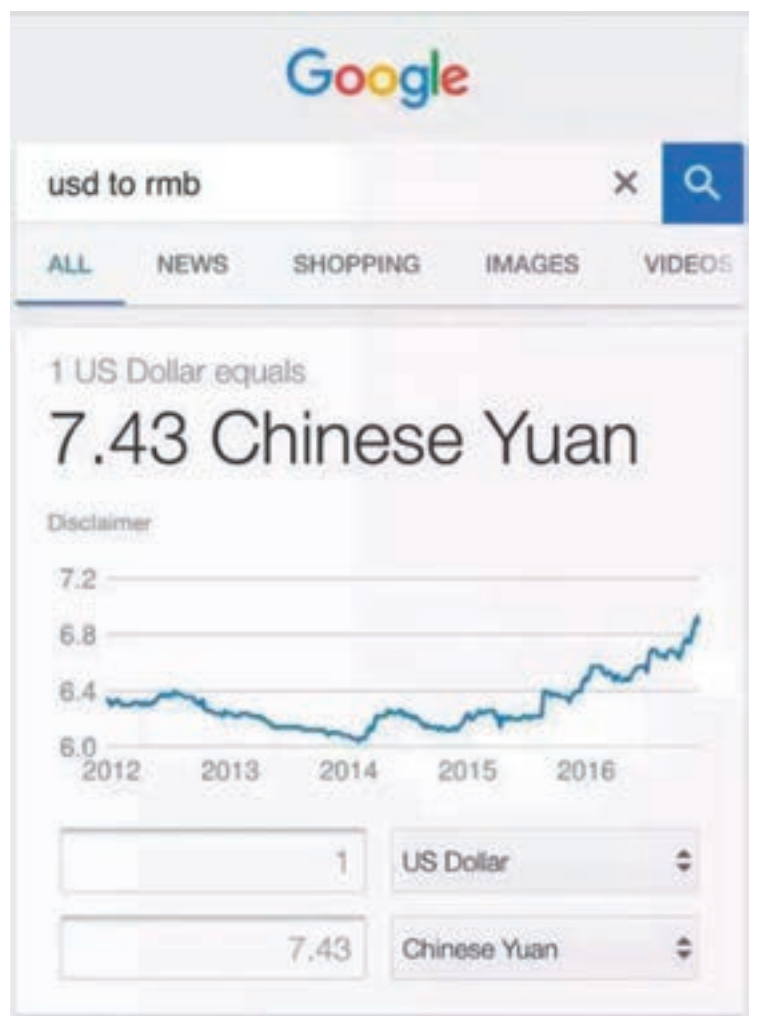 Google
usd to rmb ×
ALL NEWS SHOPPING IMAGES VIDEOS
1 US Dollar equals
7.43 Chinese Yuan
Disclaimer
7.2
6.8
6.4
6.0
2012 2013 2014 2015 2016
1 US Dollar
7.43 Chinese Yuan